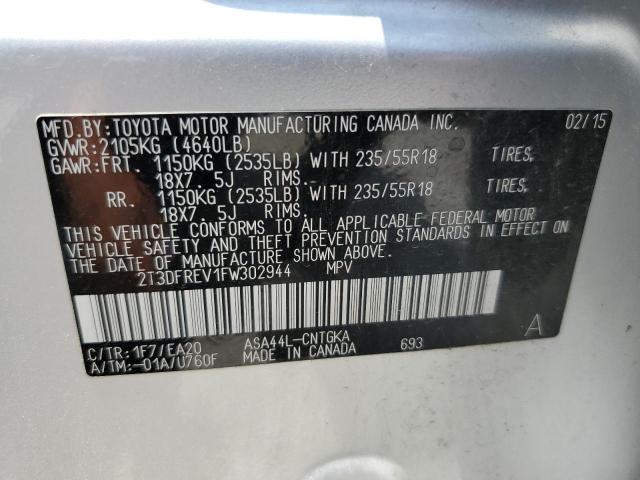 MFD.BY:TOYOTA MOTOR MANUFACTURING CANADA INC. 02/15
GVWR:2105KG (4640LB)
GAWR:FRT. 1150KG (2535LB) WITH 235/55R18 TIRES,
18X7. 5J RIMS.
RR. 1150KG (2535LB) WITH 235/55R18 TIRES,
18X7. 5J RIMS.
THIS VEHICLE CONFORMS TO ALL APPLICABLE FEDERAL MOTOR
VEHICLE SAFETY AND THEFT PREVENTION STANDARDS IN EFFECT ON
THE DATE OF MANUFACTURE SHOWN ABOVE.
2T3DFREV1FW302944 MPV
A
C/TR:1F7/EA20 ASA44L-CNTGKA 693
A/TM:-01A/U760F MADE IN CANADA